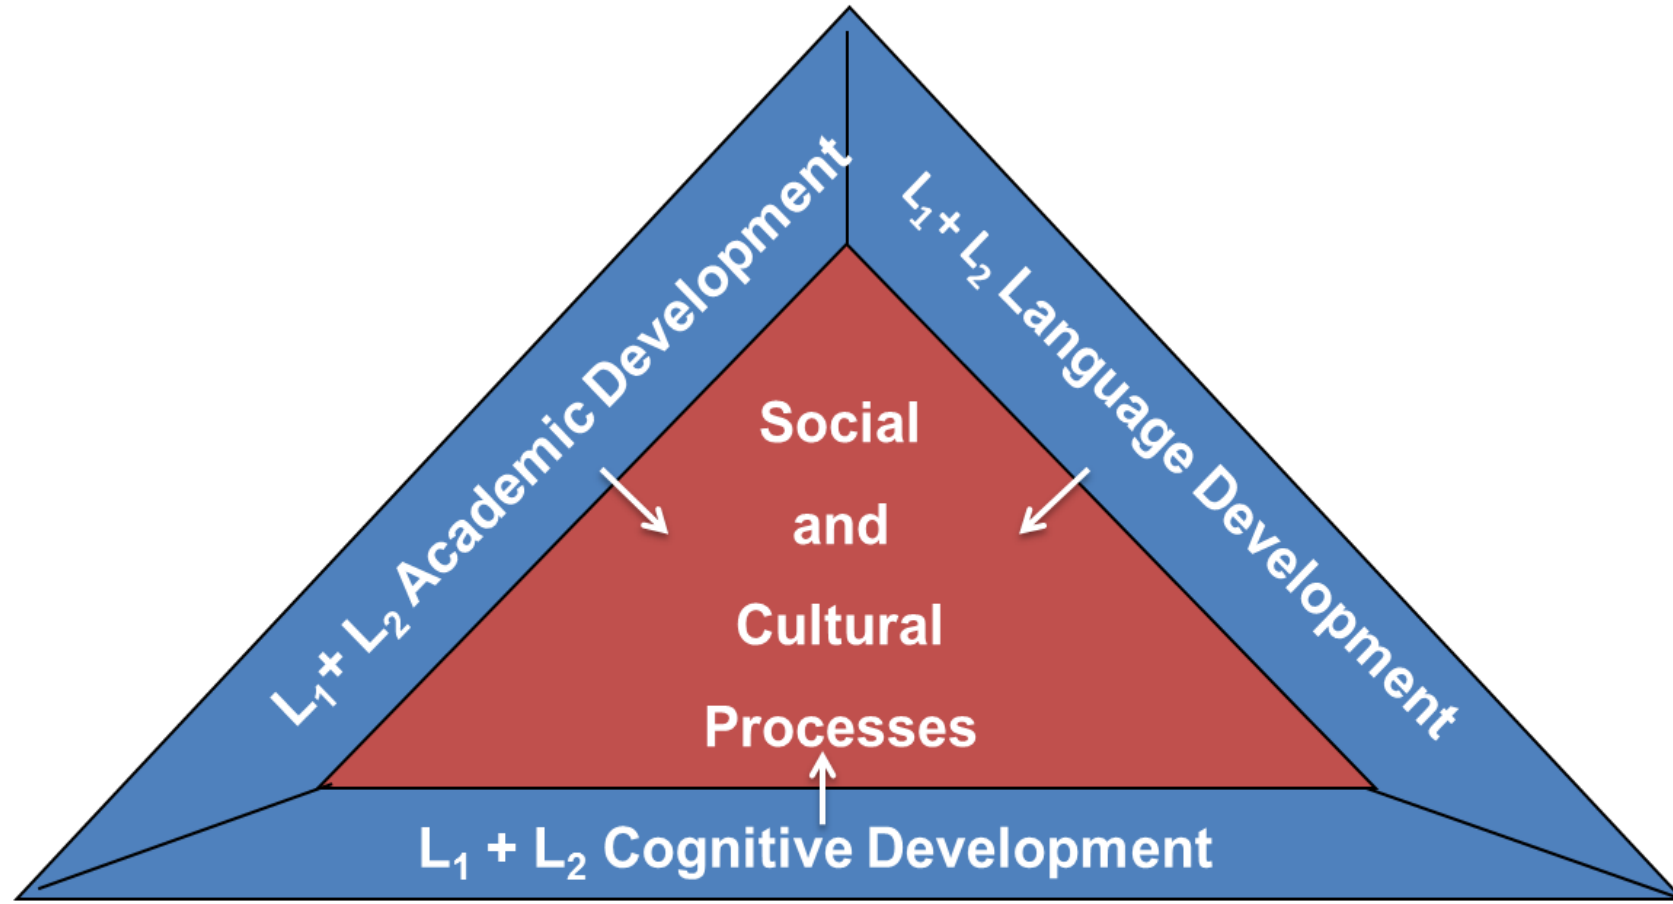 L₁+ L₂ Academic Development
L₁+ L₂ Language Development
Social
and
Cultural
Processes
L₁ + L₂ Cognitive Development